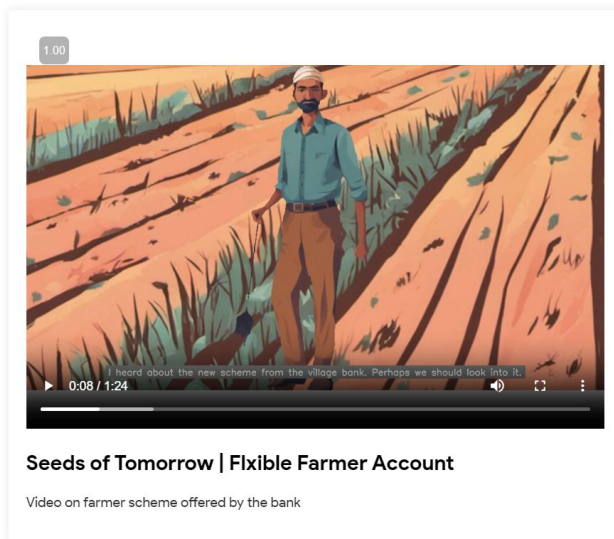 1.00
I heard about the new scheme from the village bank. Perhaps we should look into it.
0:08 / 1:24
Seeds of Tomorrow | Flxible Farmer Account
Video on farmer scheme offered by the bank